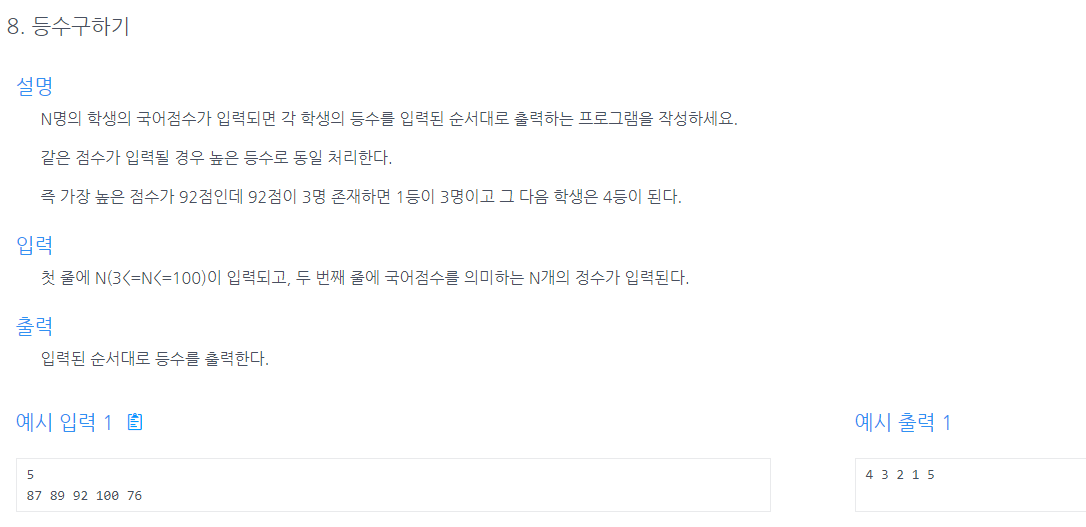 8. 등수구하기
설명
N명의 학생의 국어점수가 입력되면 각 학생의 등수를 입력된 순서대로 출력하는 프로그램을 작성하세요.
같은 점수가 입력될 경우 높은 등수로 동일 처리한다.
즉 가장 높은 점수가 92점인데 92점이 3명 존재하면 1등이 3명이고 그 다음 학생은 4등이 된다.
입력
첫 줄에 N(3<=N<=100)이 입력되고, 두 번째 줄에 국어점수를 의미하는 N개의 정수가 입력된다.
출력
입력된 순서대로 등수를 출력한다.
예시 입력 1
5
87 89 92 100 76
예시 출력 1
4 3 2 1 5